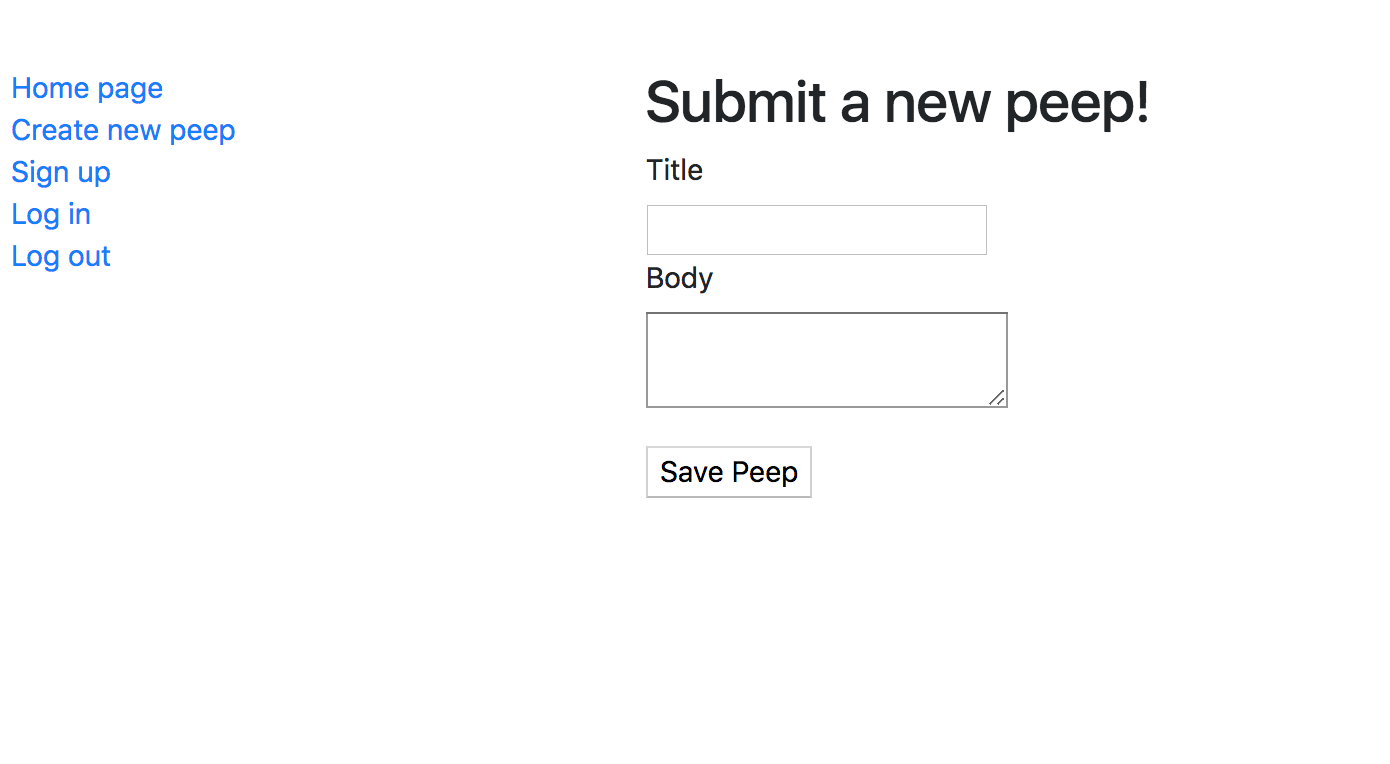 Home page
Create new peep
Sign up
Log in
Log out
Submit a new peep!
Title
Body
Save Peep